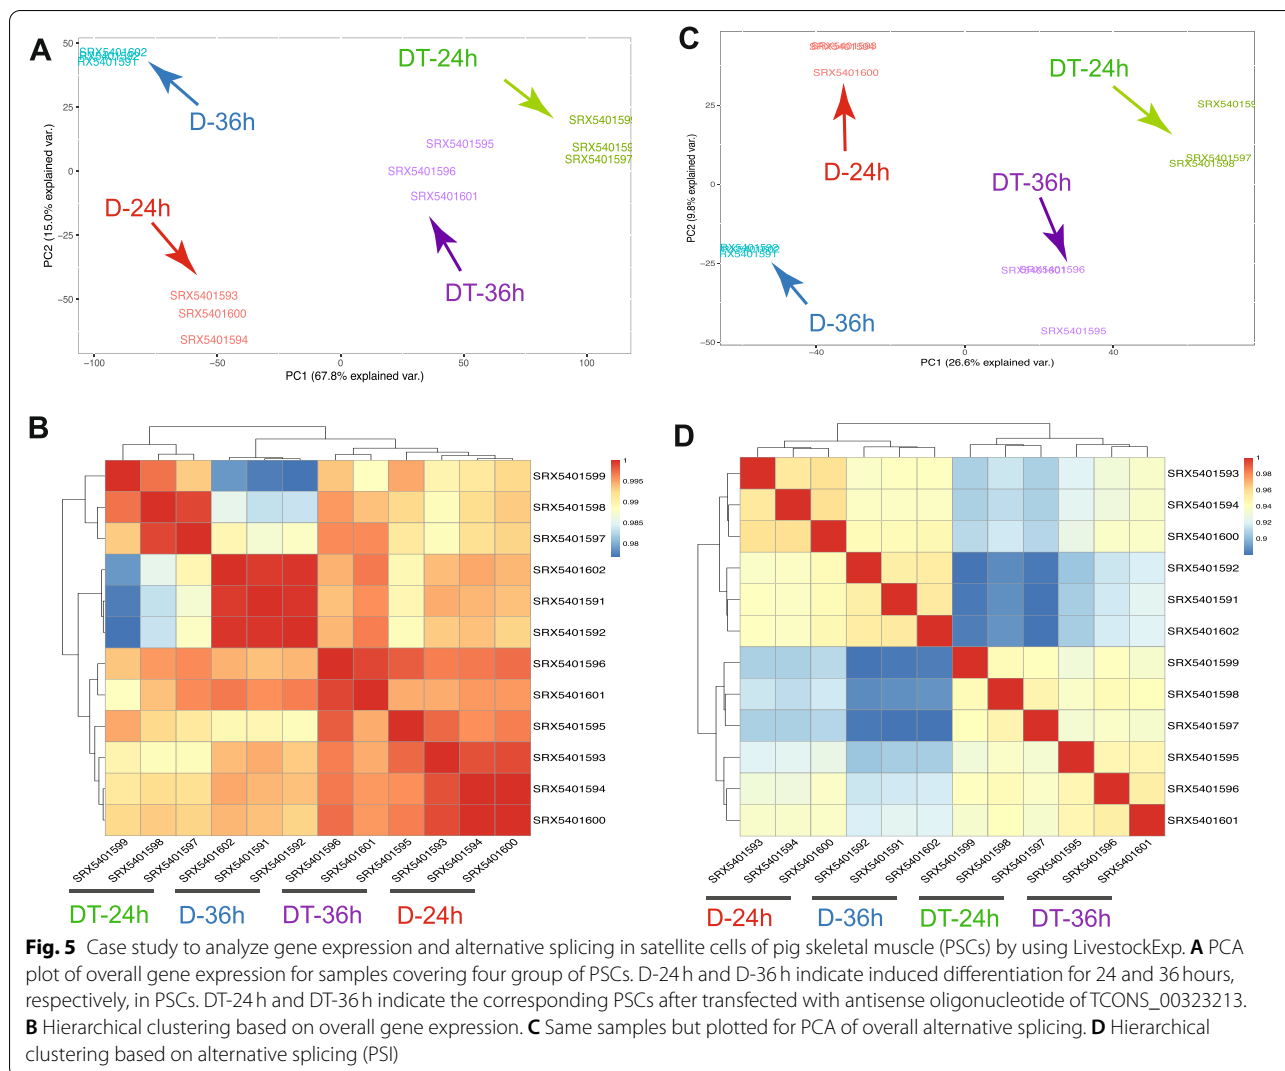 A
50
25
0
−25
−50
PC2 (15.0% explained var.)
SRX5401602
SRX5401592
SRX5401591
D-36h
DT-24h
SRX5401599
SRX5401597
SRX5401595
SRX5401596
SRX5401601
D-24h
SRX5401593
SRX5401600
SRX5401594
DT-36h
−100
−50
0
50
100
PC1 (67.8% explained var.)
C
25
0
−25
−50
PC2 (9.8% explained var.)
SRX5401600
D-24h
DT-24h
SRX540159
SRX5401597
SRX5401598
DT-36h
SRX5401596
SRX5401595
SRX5401591
D-36h
−40
0
40
PC1 (26.6% explained var.)
B
1
0.995
0.99
0.985
0.98
SRX5401599
SRX5401598
SRX5401597
SRX5401602
SRX5401591
SRX5401592
SRX5401596
SRX5401601
SRX5401595
SRX5401593
SRX5401594
SRX5401600
SRX5401599
SRX5401598
SRX5401597
SRX5401602
SRX5401591
SRX5401592
SRX5401596
SRX5401601
SRX5401595
SRX5401593
SRX5401594
SRX5401600
DT-24h
D-36h
DT-36h
D-24h
D
1
0.98
0.96
0.94
0.92
0.9
SRX5401593
SRX5401594
SRX5401600
SRX5401592
SRX5401591
SRX5401602
SRX5401599
SRX5401598
SRX5401597
SRX5401595
SRX5401596
SRX5401601
SRX5401593
SRX5401594
SRX5401600
SRX5401592
SRX5401591
SRX5401602
SRX5401599
SRX5401598
SRX5401597
SRX5401595
SRX5401596
SRX5401601
D-24h
D-36h
DT-24h
DT-36h
Fig. 5 Case study to analyze gene expression and alternative splicing in satellite cells of pig skeletal muscle (PSCs) by using LivestockExp. A PCA
plot of overall gene expression for samples covering four group of PSCs. D-24 h and D-36 h indicate induced differentiation for 24 and 36 hours,
respectively, in PSCs. DT-24 h and DT-36 h indicate the corresponding PSCs after transfected with antisense oligonucleotide of TCONS_00323213.
B Hierarchical clustering based on overall gene expression. C Same samples but plotted for PCA of overall alternative splicing. D Hierarchical
clustering based on alternative splicing (PSI)